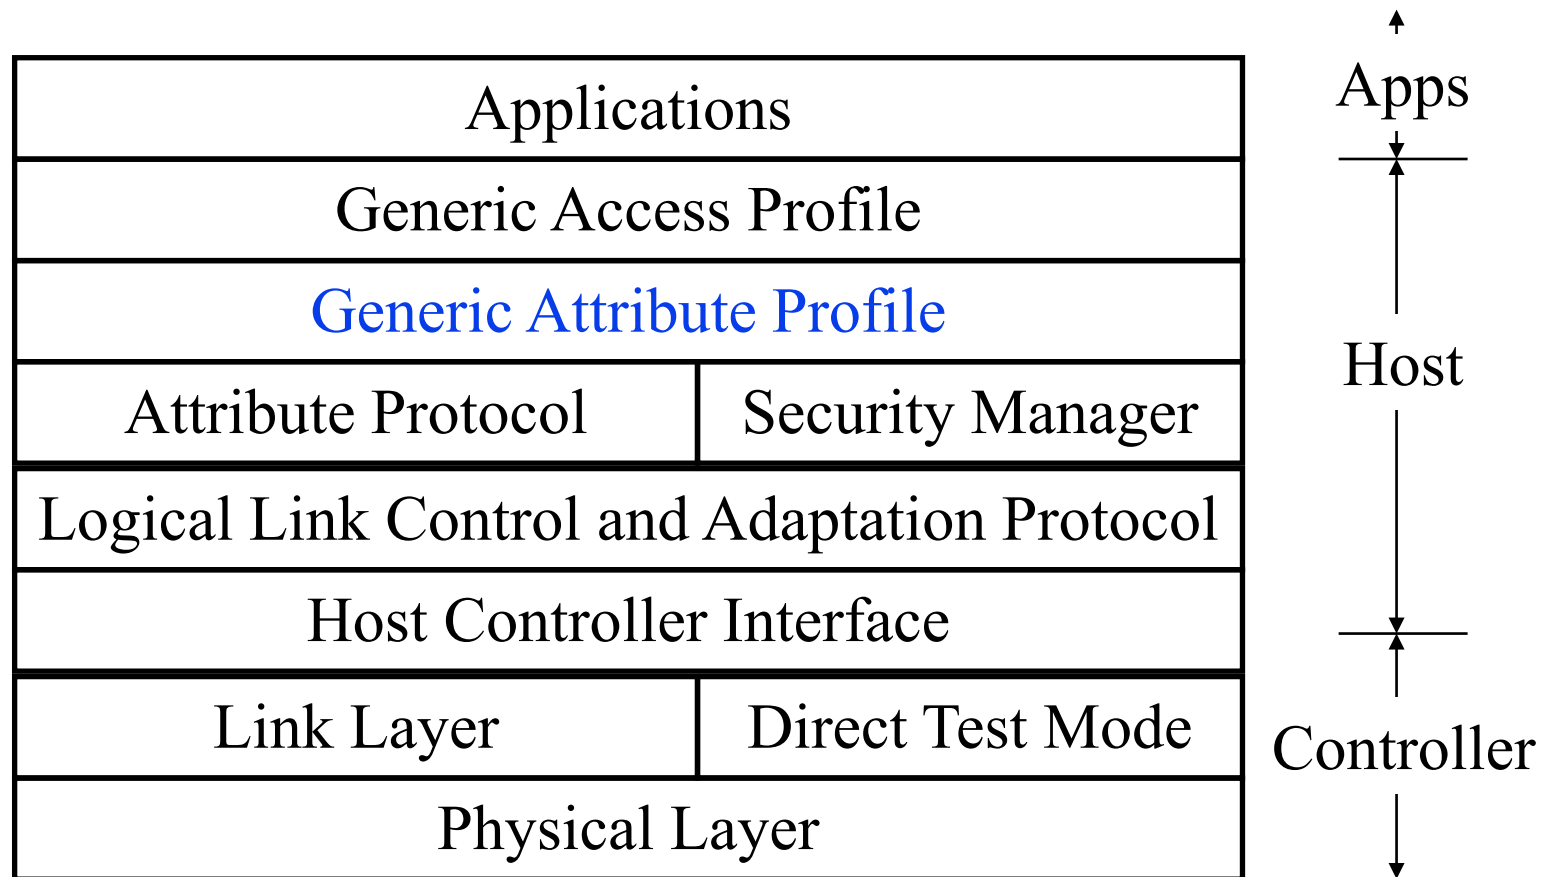 Applications
Generic Access Profile
Generic Attribute Profile
Attribute Protocol
Security Manager
Logical Link Control and Adaptation Protocol
Host Controller Interface
Link Layer
Direct Test Mode
Physical Layer
Apps
Host
Controller